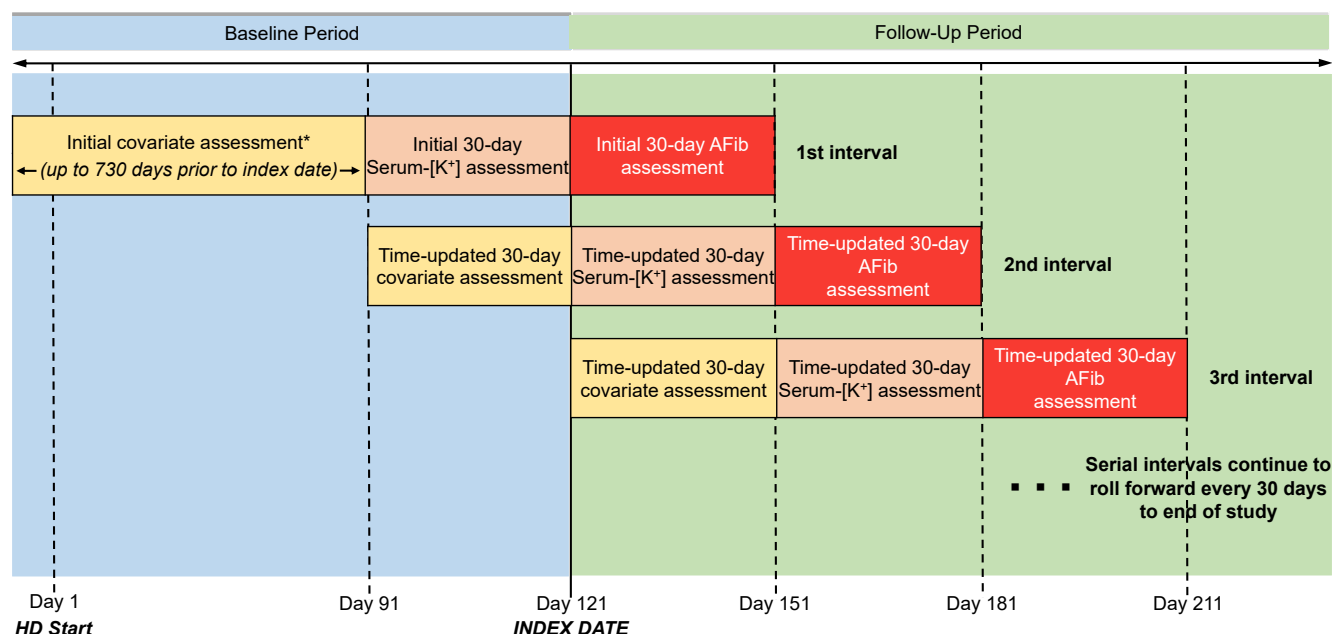 Baseline Period
Follow-Up Period
Initial covariate assessment*
(up to 730 days prior to index date)
Initial 30-day
Serum-[K⁺] assessment
Initial 30-day AFib
assessment
1st interval
Time-updated 30-day
covariate assessment
Time-updated 30-day
Serum-[K⁺] assessment
Time-updated 30-day
AFib
assessment
2nd interval
Time-updated 30-day
covariate assessment
Time-updated 30-day
Serum-[K⁺] assessment
Time-updated 30-day
AFib
assessment
3rd interval
Serial intervals continue to
roll forward every 30 days
to end of study
Day 1
HD Start
Day 91
Day 121
INDEX DATE
Day 151
Day 181
Day 211